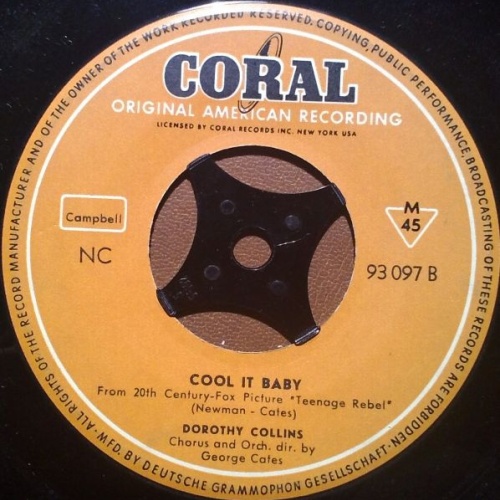 ALL RIGHTS OF THE RECORD MANUFACTURER AND OF THE OWNER OF THE WORK RECORDED RESERVED. COPYING, PUBLIC PERFORMANCE, BROADCASTING OF THESE RECORDS ARE FORBIDDEN
CORAL
ORIGINAL AMERICAN RECORDING
LICENSED BY CORAL RECORDS INC. NEW YORK USA
Campbell
NC
M
45
93 097 B
COOL IT BABY
From 20th Century-Fox Picture "Teenage Rebel"
(Newman - Cates)
DOROTHY COLLINS
Chorus and Orch. dir. by
George Cates
MFD. BY DEUTSCHE GRAMMOPHON GESELLSCHAFT